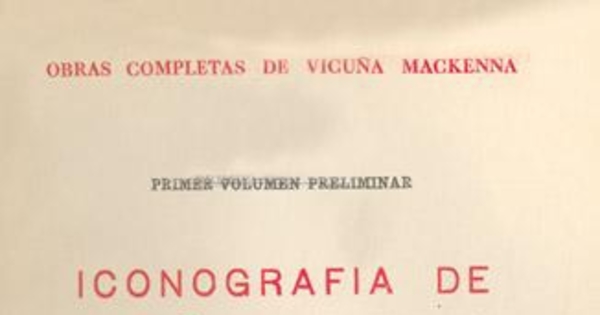 OBRAS COMPLETAS DE VICUÑA MACKENNA
PRIMER VOLUMEN PRELIMINAR
ICONOGRAFIA DE